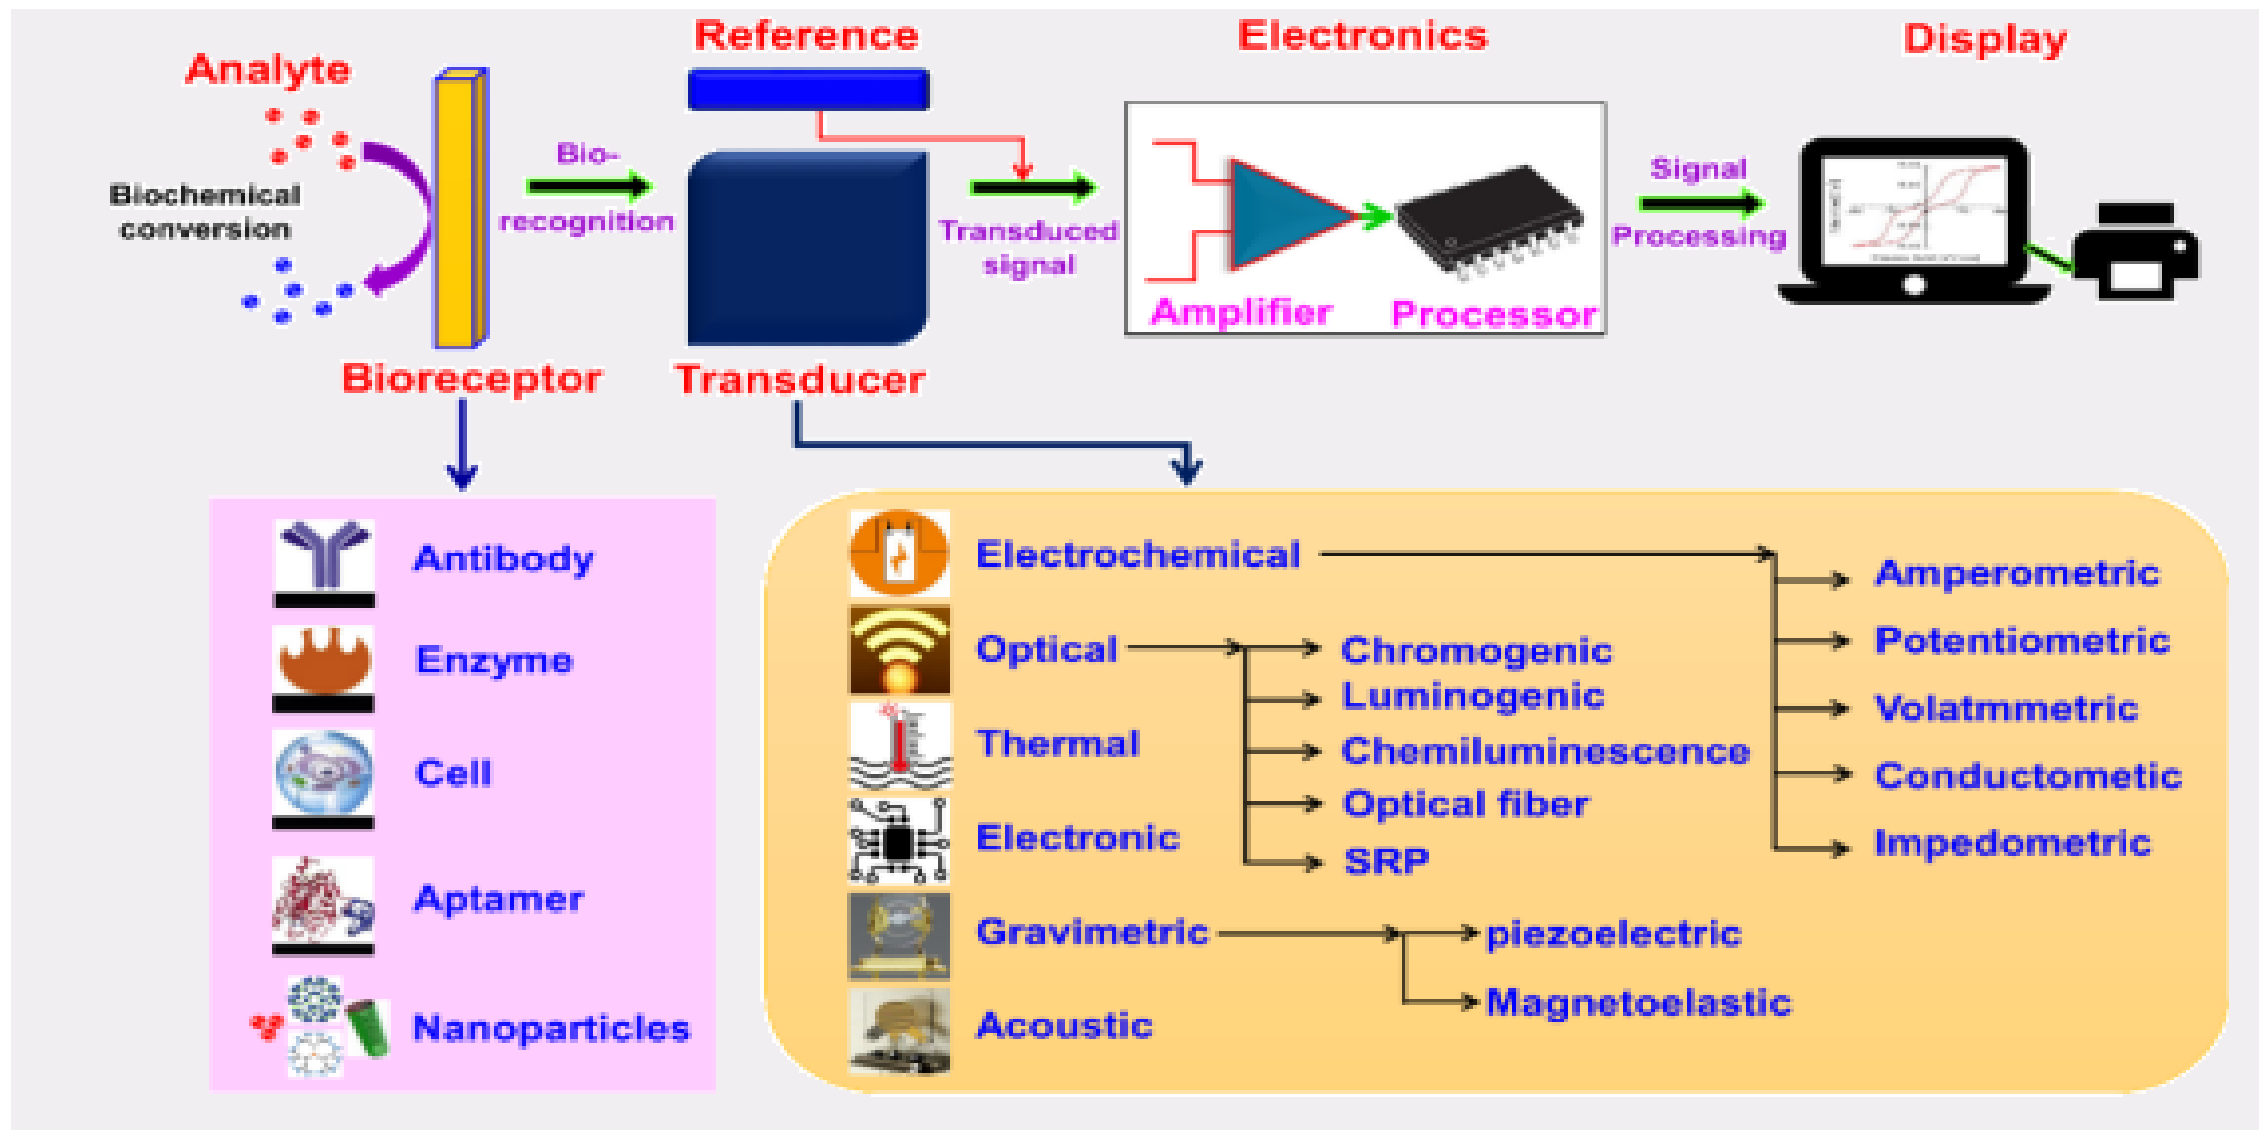 Analyte
Reference
Electronics
Display
Biochemical
conversion
Bio-
recognition
Transduced
signal
Amplifier
Processor
Signal
Processing
Bioreceptor
Transducer
Antibody
Enzyme
Cell
Aptamer
Nanoparticles
Electrochemical
Optical
Thermal
Electronic
Gravimetric
Acoustic
Chromogenic
Luminogenic
Chemiluminescence
Optical fiber
SRP
piezoelectric
Magnetoelastic
Amperometric
Potentiometric
Volatmmetric
Conductometic
Impedometric